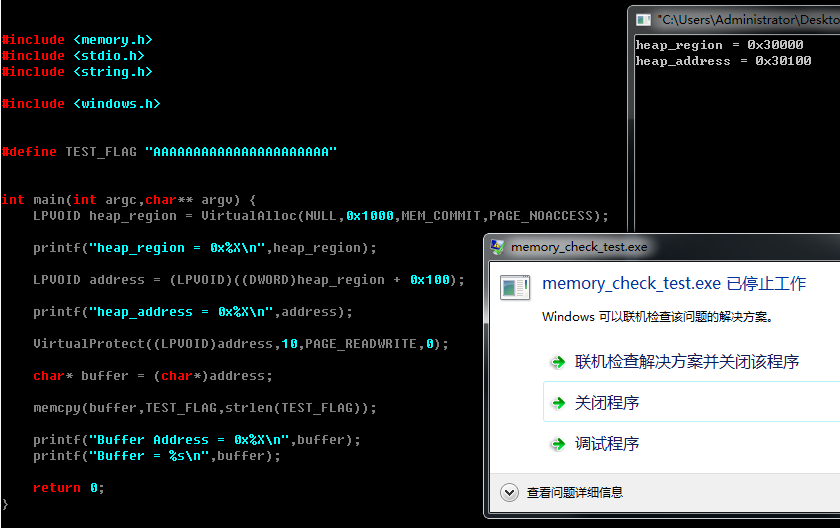 #include <memory.h>
#include <stdio.h>
#include <string.h>
#include <windows.h>
#define TEST_FLAG "AAAAAAAAAAAAAAAAAAAAAA"
int main(int argc,char** argv) {
    LPVOID heap_region = VirtualAlloc(NULL,0x1000,MEM_COMMIT,PAGE_NOACCESS);
    printf("heap_region = 0x%X\n",heap_region);
    LPVOID address = (LPVOID)((DWORD)heap_region + 0x100);
    printf("heap_address = 0x%X\n",address);
    VirtualProtect((LPVOID)address,10,PAGE_READWRITE,0);
    char* buffer = (char*)address;
    memcpy(buffer,TEST_FLAG,strlen(TEST_FLAG));
    printf("Buffer Address = 0x%X\n",buffer);
    printf("Buffer = %s\n",buffer);
    return 0;
}
"C:\Users\Administrator\Deskto
heap_region = 0x30000
heap_address = 0x30100
memory_check_test.exe
memory_check_test.exe 已停止工作
Windows 可以联机检查该问题的解决方案。
联机检查解决方案并关闭该程序
关闭程序
调试程序
查看问题详细信息